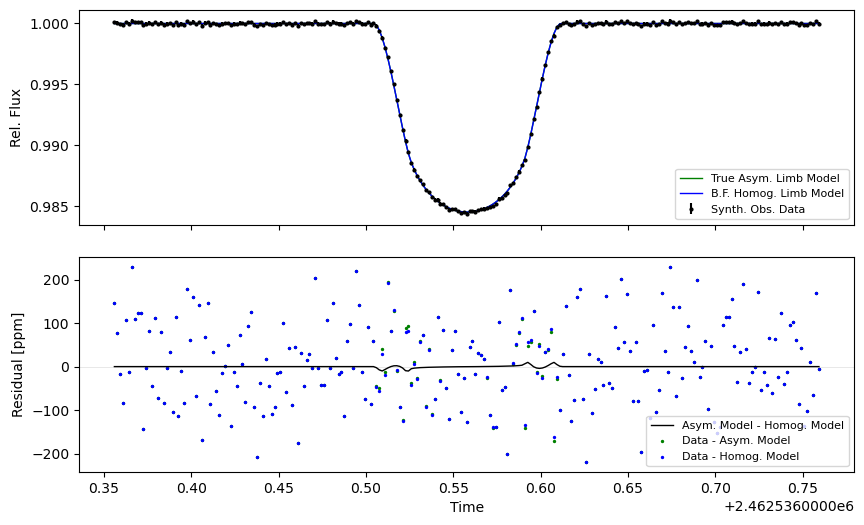 1.000
0.995
0.990
0.985
Rel. Flux
True Asym. Limb Model
B.F. Homog. Limb Model
Synth. Obs. Data
200
100
0
−100
−200
Residual [ppm]
Asym. Model - Homog. Model
Data - Asym. Model
Data - Homog. Model
0.35 0.40 0.45 0.50 0.55 0.60 0.65 0.70 0.75
Time
+2.4625360000e6